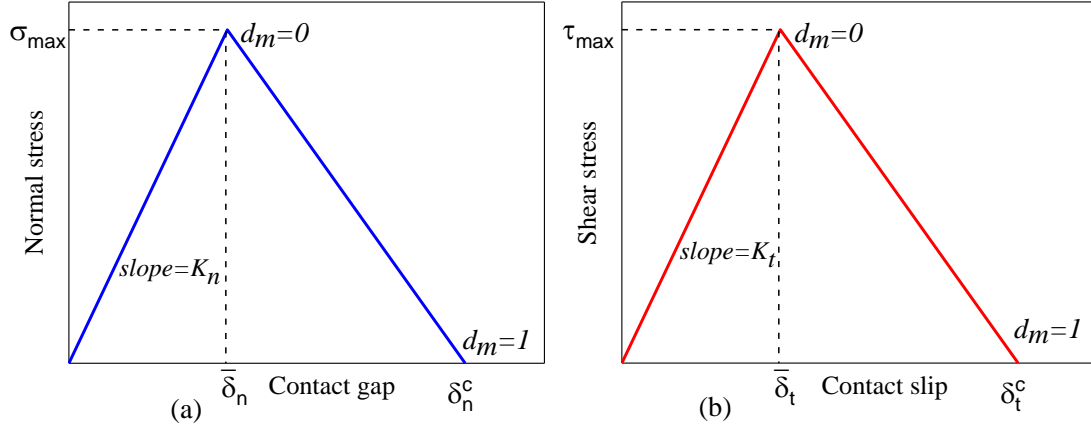 σmax
dm=0
Normal stress
slope=Kn
dm=1
δ̄n
Contact gap
δnc
(a)
τmax
dm=0
Shear stress
slope=Kt
dm=1
δ̄t
Contact slip
δtc
(b)